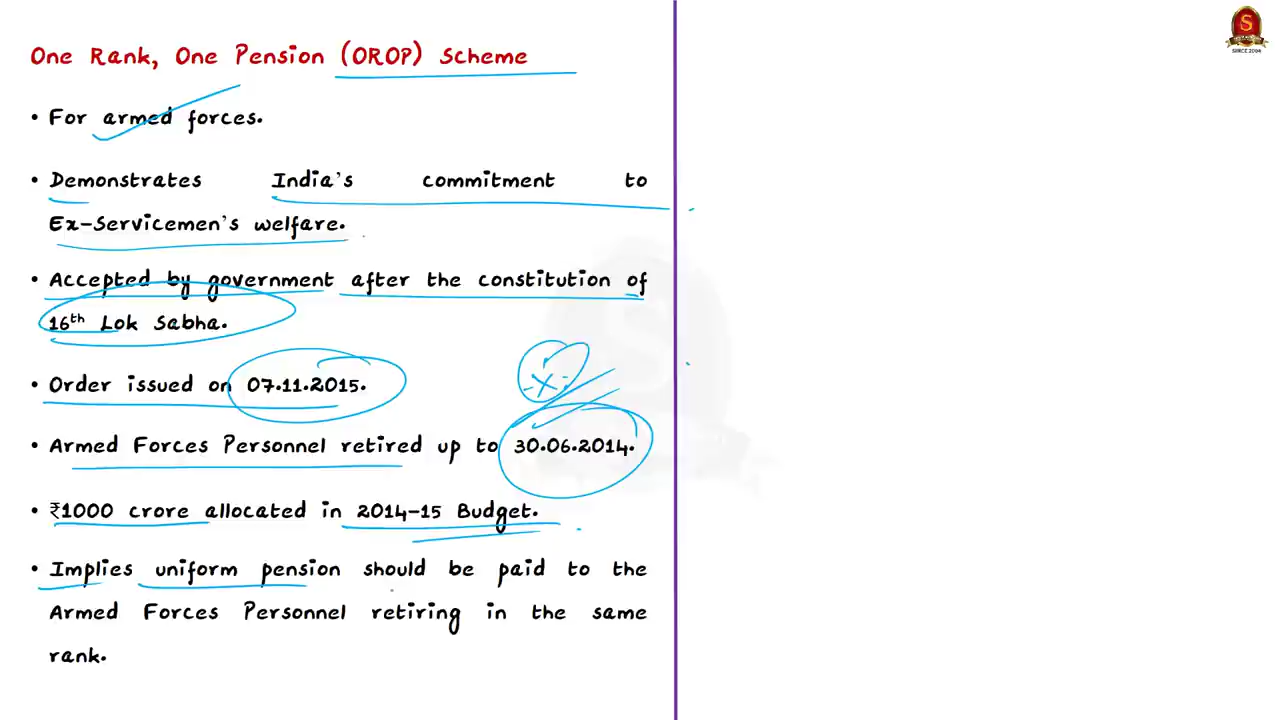 One Rank, One Pension (OROP) Scheme
• For armed forces.
• Demonstrates India's commitment to
Ex-Servicemen's welfare.
• Accepted by government after the constitution of
16th Lok Sabha.
• Order issued on 07.11.2015.
• Armed Forces Personnel retired up to 30.06.2014.
• ₹1000 crore allocated in 2014-15 Budget.
• Implies uniform pension should be paid to the
Armed Forces Personnel retiring in the same
rank.
S
SINCE 2004